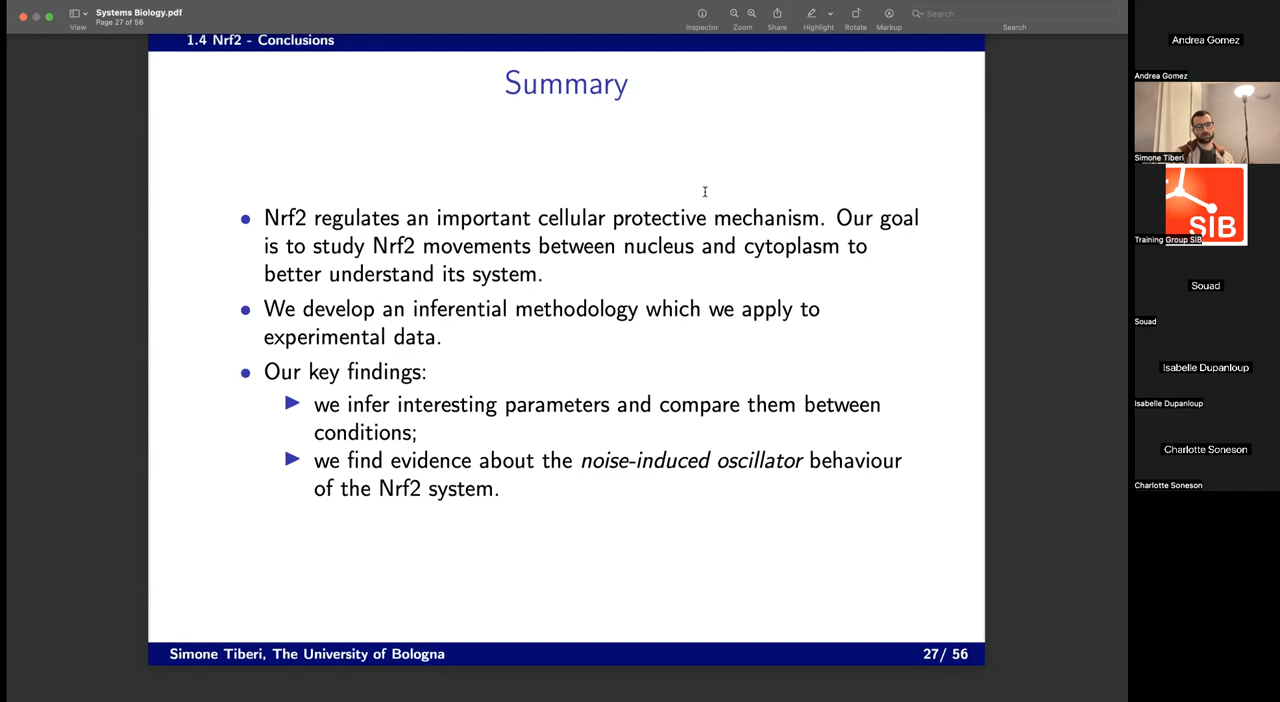 Systems Biology.pdf
Page 27 of 56
View
Inspector
Zoom
Share
Highlight
Rotate
Markup
Search
Search
1.4 Nrf2 - Conclusions
Summary
Nrf2 regulates an important cellular protective mechanism. Our goal
is to study Nrf2 movements between nucleus and cytoplasm to
better understand its system.
We develop an inferential methodology which we apply to
experimental data.
Our key findings:
we infer interesting parameters and compare them between
conditions;
we find evidence about the noise-induced oscillator behaviour
of the Nrf2 system.
Simone Tiberi, The University of Bologna
27/ 56
Andrea Gomez
Andrea Gomez
Simone Tiberi
SIB
Training Group SIB
Souad
Souad
Isabelle Dupanloup
Isabelle Dupanloup
Charlotte Soneson
Charlotte Soneson